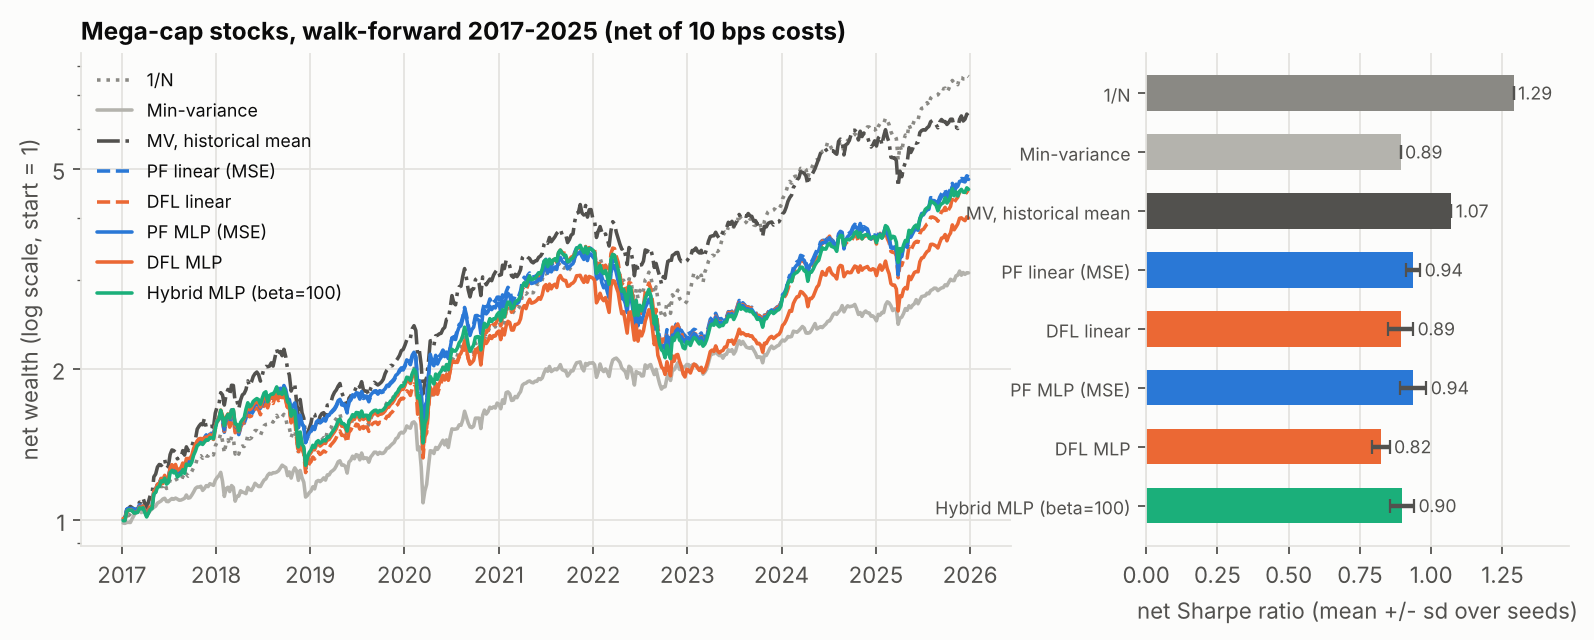 Mega-cap stocks, walk-forward 2017-2025 (net of 10 bps costs)
net wealth (log scale, start = 1)
5
2
1
1/N
Min-variance
MV, historical mean
PF linear (MSE)
DFL linear
PF MLP (MSE)
DFL MLP
Hybrid MLP (beta=100)
2017 2018 2019 2020 2021 2022 2023 2024 2025 2026
1/N 1.29
Min-variance 0.89
MV, historical mean 1.07
PF linear (MSE) 0.94
DFL linear 0.89
PF MLP (MSE) 0.94
DFL MLP 0.82
Hybrid MLP (beta=100) 0.90
0.00 0.25 0.50 0.75 1.00 1.25
net Sharpe ratio (mean +/- sd over seeds)